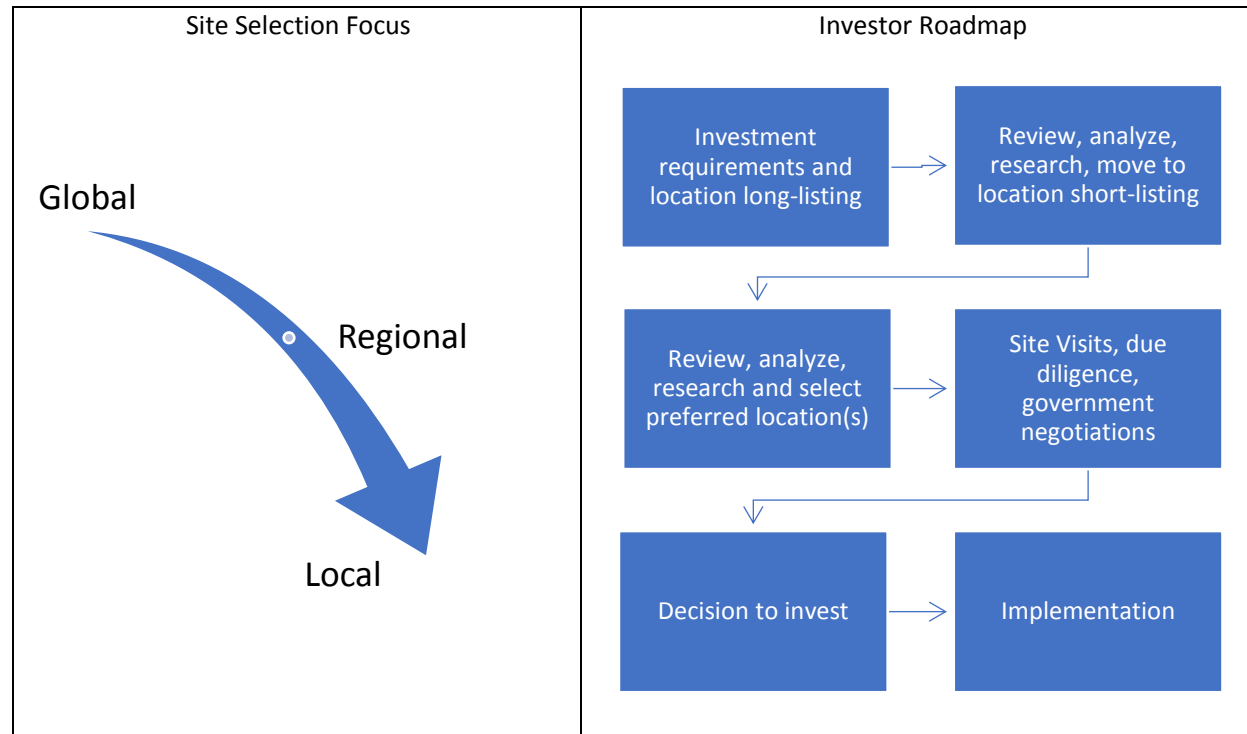 Site Selection Focus
Global
Regional
Local
Investor Roadmap
Investment
requirements and
location long-listing
Review, analyze,
research, move to
location short-listing
Review, analyze,
research and select
preferred location(s)
Site Visits, due
diligence,
government
negotiations
Decision to invest
Implementation